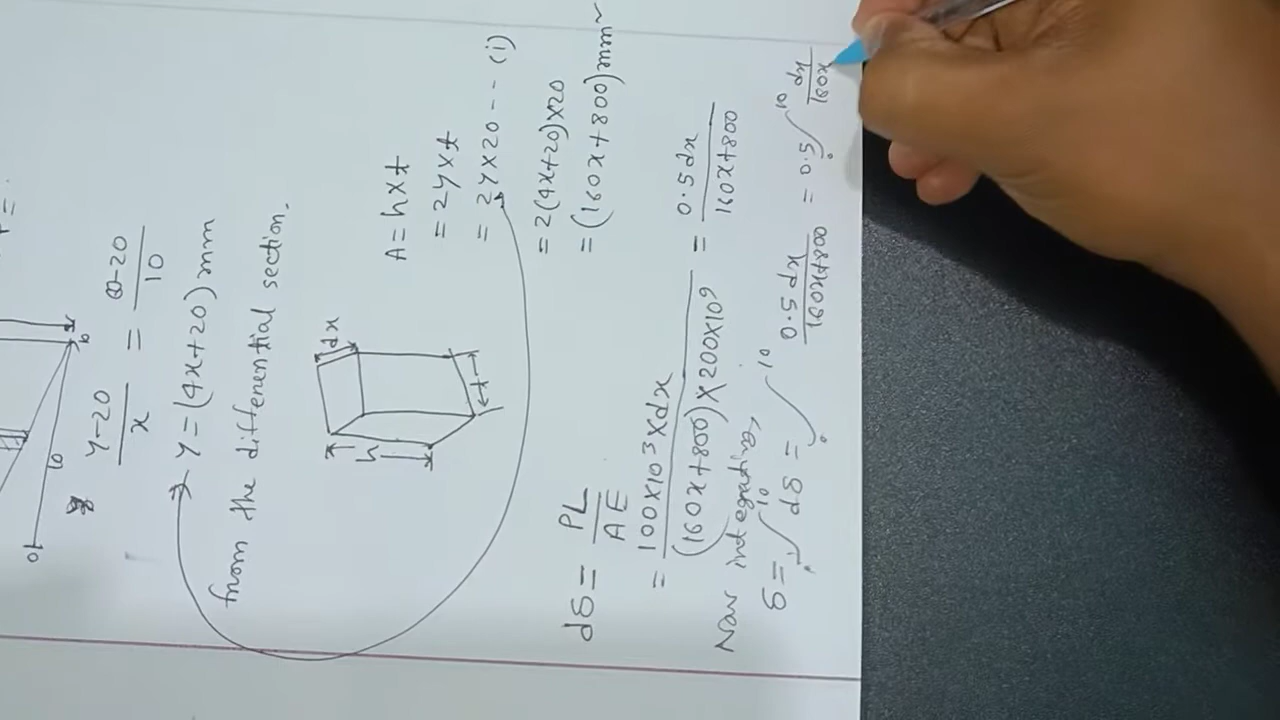 10
y-20 / x = 60-20 / 10
⇒ y = (4x+20) mm
from the differential section,
dx
h
t
A = h×t
= 2y×t
= 2y×20 -- (i)
= 2(4x+20)×20
= (160x+800) mm²
dδ = PL / AE
= 100×10³×dx / (160x+800)×200×10⁹ = 0.5dx / 160x+800
Now integrating,
δ = ∫₀¹⁰ dδ = ∫₀¹⁰ 0.5dx / 160x+800 = 0.5 ∫₀¹⁰ dx / 160x